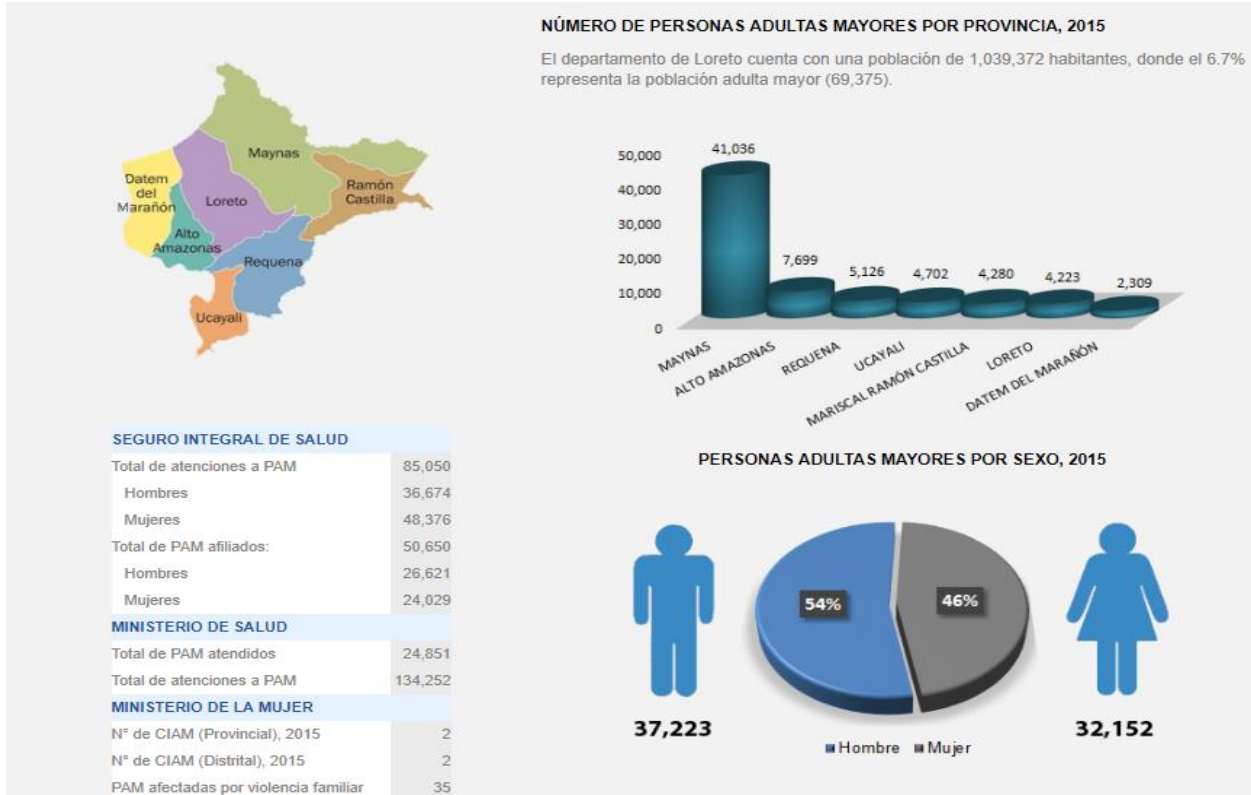 NÚMERO DE PERSONAS ADULTAS MAYORES POR PROVINCIA, 2015
El departamento de Loreto cuenta con una población de 1,039,372 habitantes, donde el 6.7%
representa la población adulta mayor (69,375).
Maynas
Datem
del
Marañón
Loreto
Ramón
Castilla
Alto
Amazonas
Requena
Ucayali
50,000
40,000
30,000
20,000
10,000
0
41,036
7,699
5,126
4,702
4,280
4,223
2,309
MAYNAS
ALTO AMAZONAS
REQUENA
UCAYALI
MARISCAL RAMÓN CASTILLA
LORETO
DATEM DEL MARAÑÓN
SEGURO INTEGRAL DE SALUD
Total de atenciones a PAM 85,050
Hombres 36,674
Mujeres 48,376
Total de PAM afiliados: 50,650
Hombres 26,621
Mujeres 24,029
MINISTERIO DE SALUD
Total de PAM atendidos 24,851
Total de atenciones a PAM 134,252
MINISTERIO DE LA MUJER
N° de CIAM (Provincial), 2015 2
N° de CIAM (Distrital), 2015 2
PAM afectadas por violencia familiar 35
PERSONAS ADULTAS MAYORES POR SEXO, 2015
54%
46%
37,223
32,152
Hombre Mujer